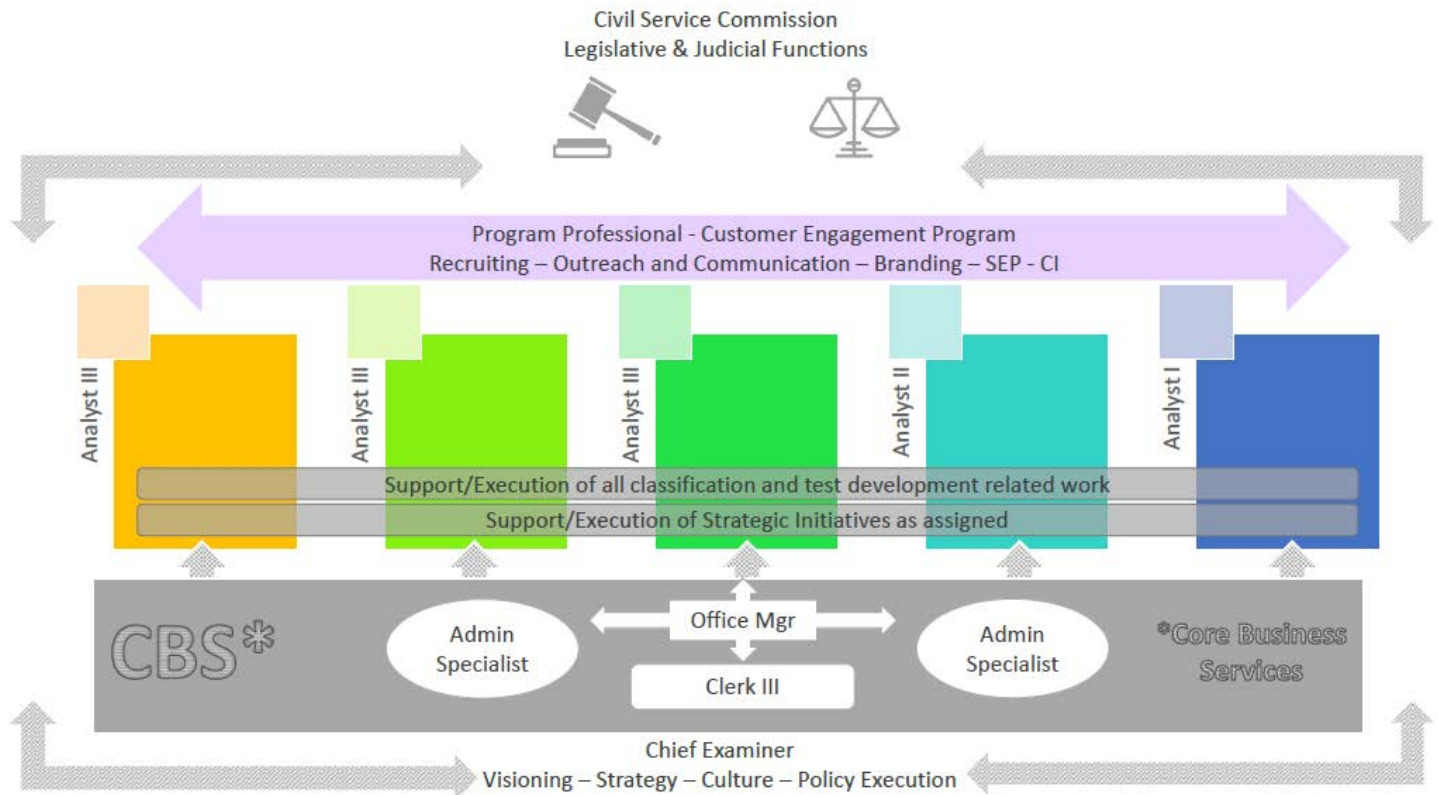 Civil Service Commission
Legislative & Judicial Functions
Program Professional - Customer Engagement Program
Recruiting – Outreach and Communication – Branding – SEP - CI
Analyst III
Analyst III
Analyst III
Analyst II
Analyst I
Support/Execution of all classification and test development related work
Support/Execution of Strategic Initiatives as assigned
CBS*
Admin
Specialist
Office Mgr
Clerk III
Admin
Specialist
*Core Business
Services
Chief Examiner
Visioning – Strategy – Culture – Policy Execution